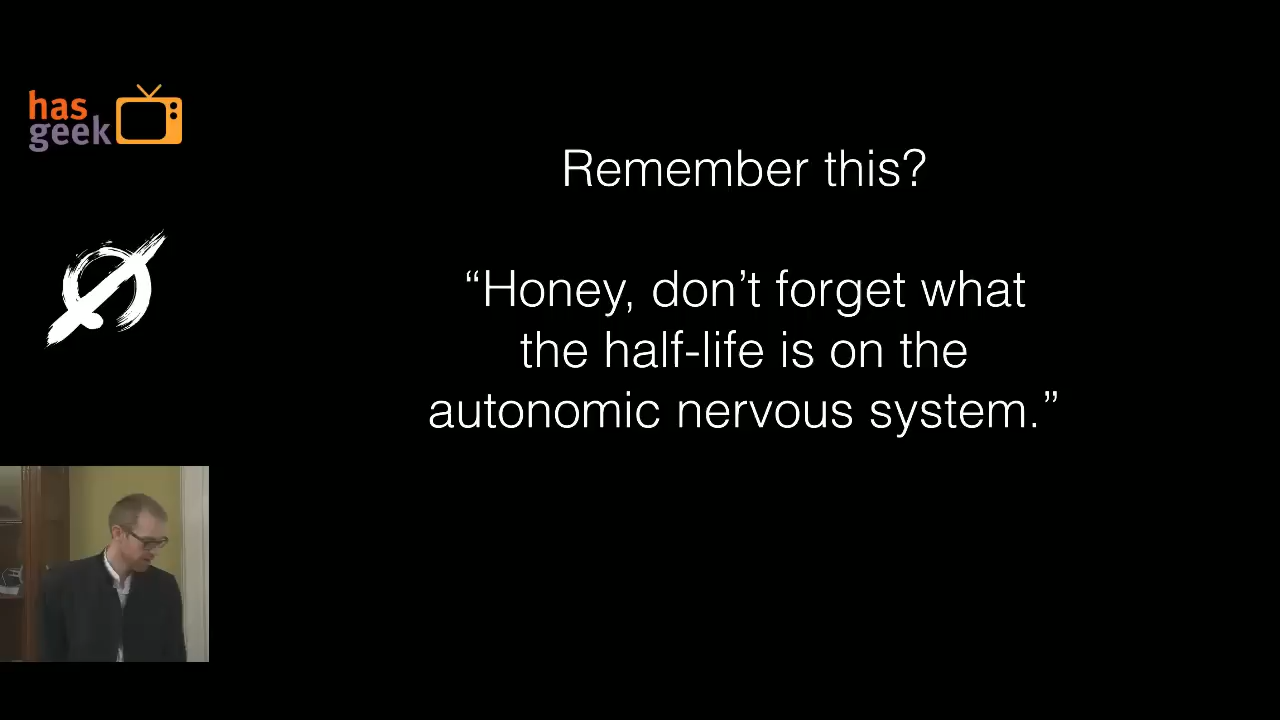 has
geek
Remember this?
“Honey, don’t forget what
the half-life is on the
autonomic nervous system.”